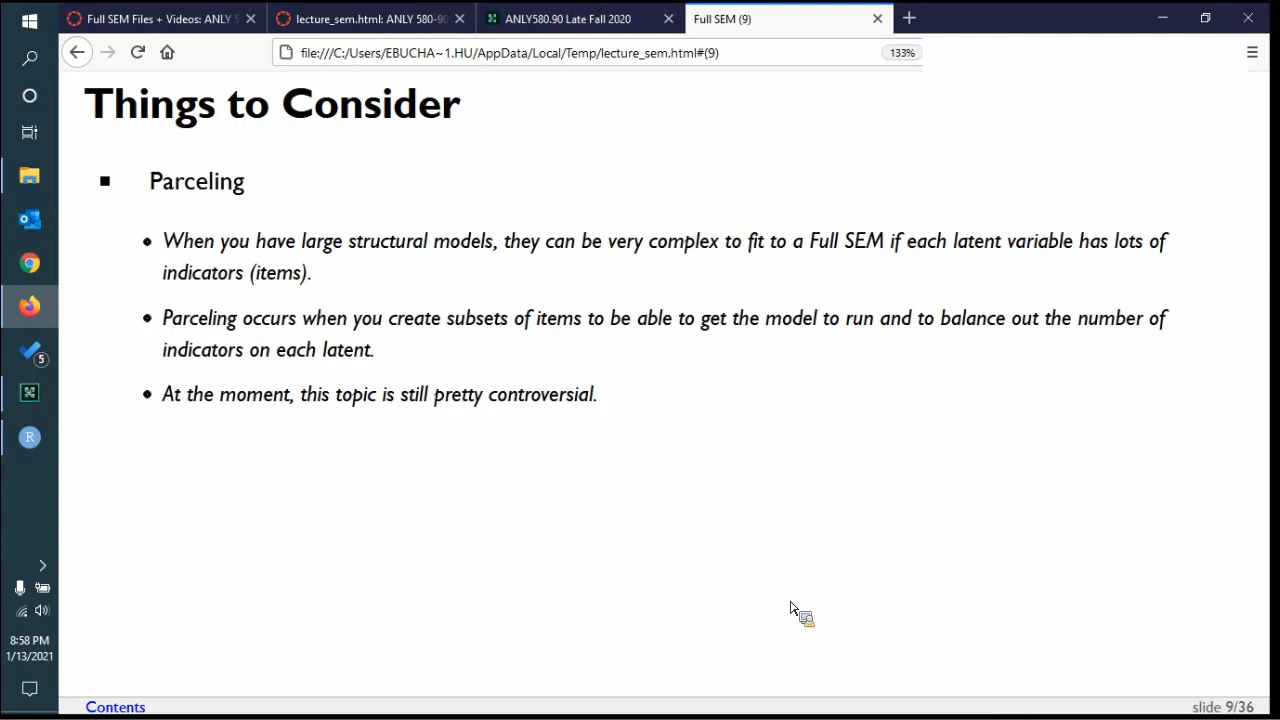 Full SEM Files + Videos: ANLY 5
lecture_sem.html: ANLY 580-90
ANLY580.90 Late Fall 2020
Full SEM (9)
file:///C:/Users/EBUCHA~1.HU/AppData/Local/Temp/lecture_sem.html#(9)
133%
Things to Consider
Parceling
When you have large structural models, they can be very complex to fit to a Full SEM if each latent variable has lots of
indicators (items).
Parceling occurs when you create subsets of items to be able to get the model to run and to balance out the number of
indicators on each latent.
At the moment, this topic is still pretty controversial.
5
R
8:58 PM
1/13/2021
Contents
slide 9/36